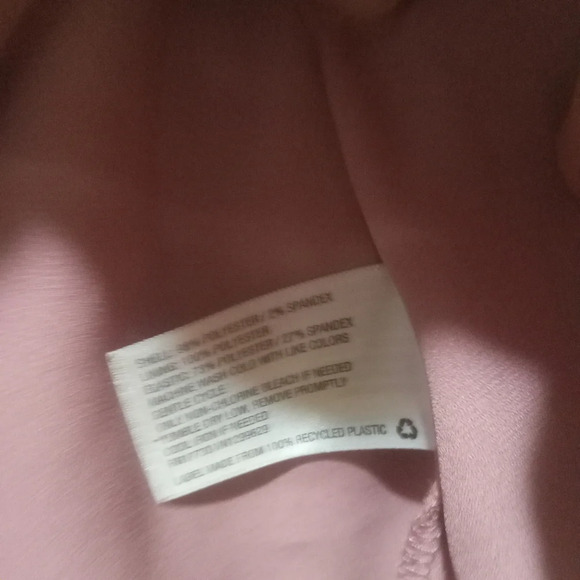 SHELL: 98% POLYESTER / 2% SPANDEX
LINING: 100% POLYESTER
ELASTIC: 73% POLYESTER / 27% SPANDEX
MACHINE WASH COLD WITH LIKE COLORS
GENTLE CYCLE
ONLY NON-CHLORINE BLEACH IF NEEDED
TUMBLE DRY LOW, REMOVE PROMPTLY
COOL IRON IF NEEDED
LABEL MADE FROM 100% RECYCLED PLASTIC